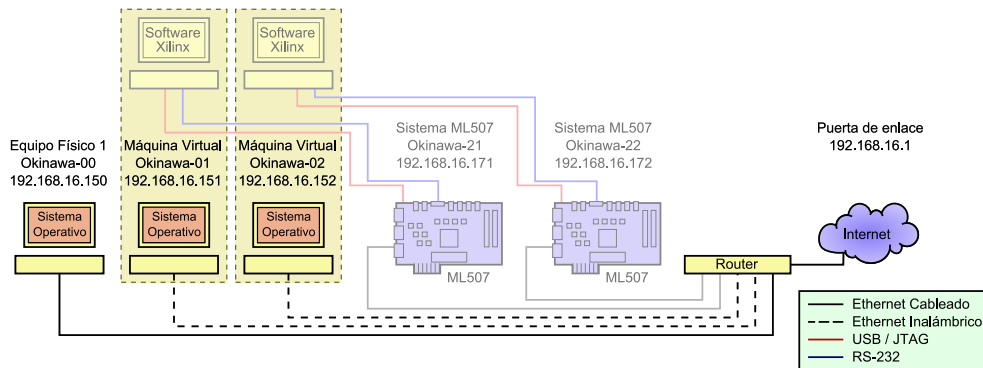 Software
Xilinx
Software
Xilinx
Equipo Físico 1
Okinawa-00
192.168.16.150
Máquina Virtual
Okinawa-01
192.168.16.151
Máquina Virtual
Okinawa-02
192.168.16.152
Sistema ML507
Okinawa-21
192.168.16.171
Sistema ML507
Okinawa-22
192.168.16.172
Puerta de enlace
192.168.16.1
Sistema
Operativo
Sistema
Operativo
Sistema
Operativo
ML507
ML507
Router
Internet
Ethernet Cableado
Ethernet Inalámbrico
USB / JTAG
RS-232